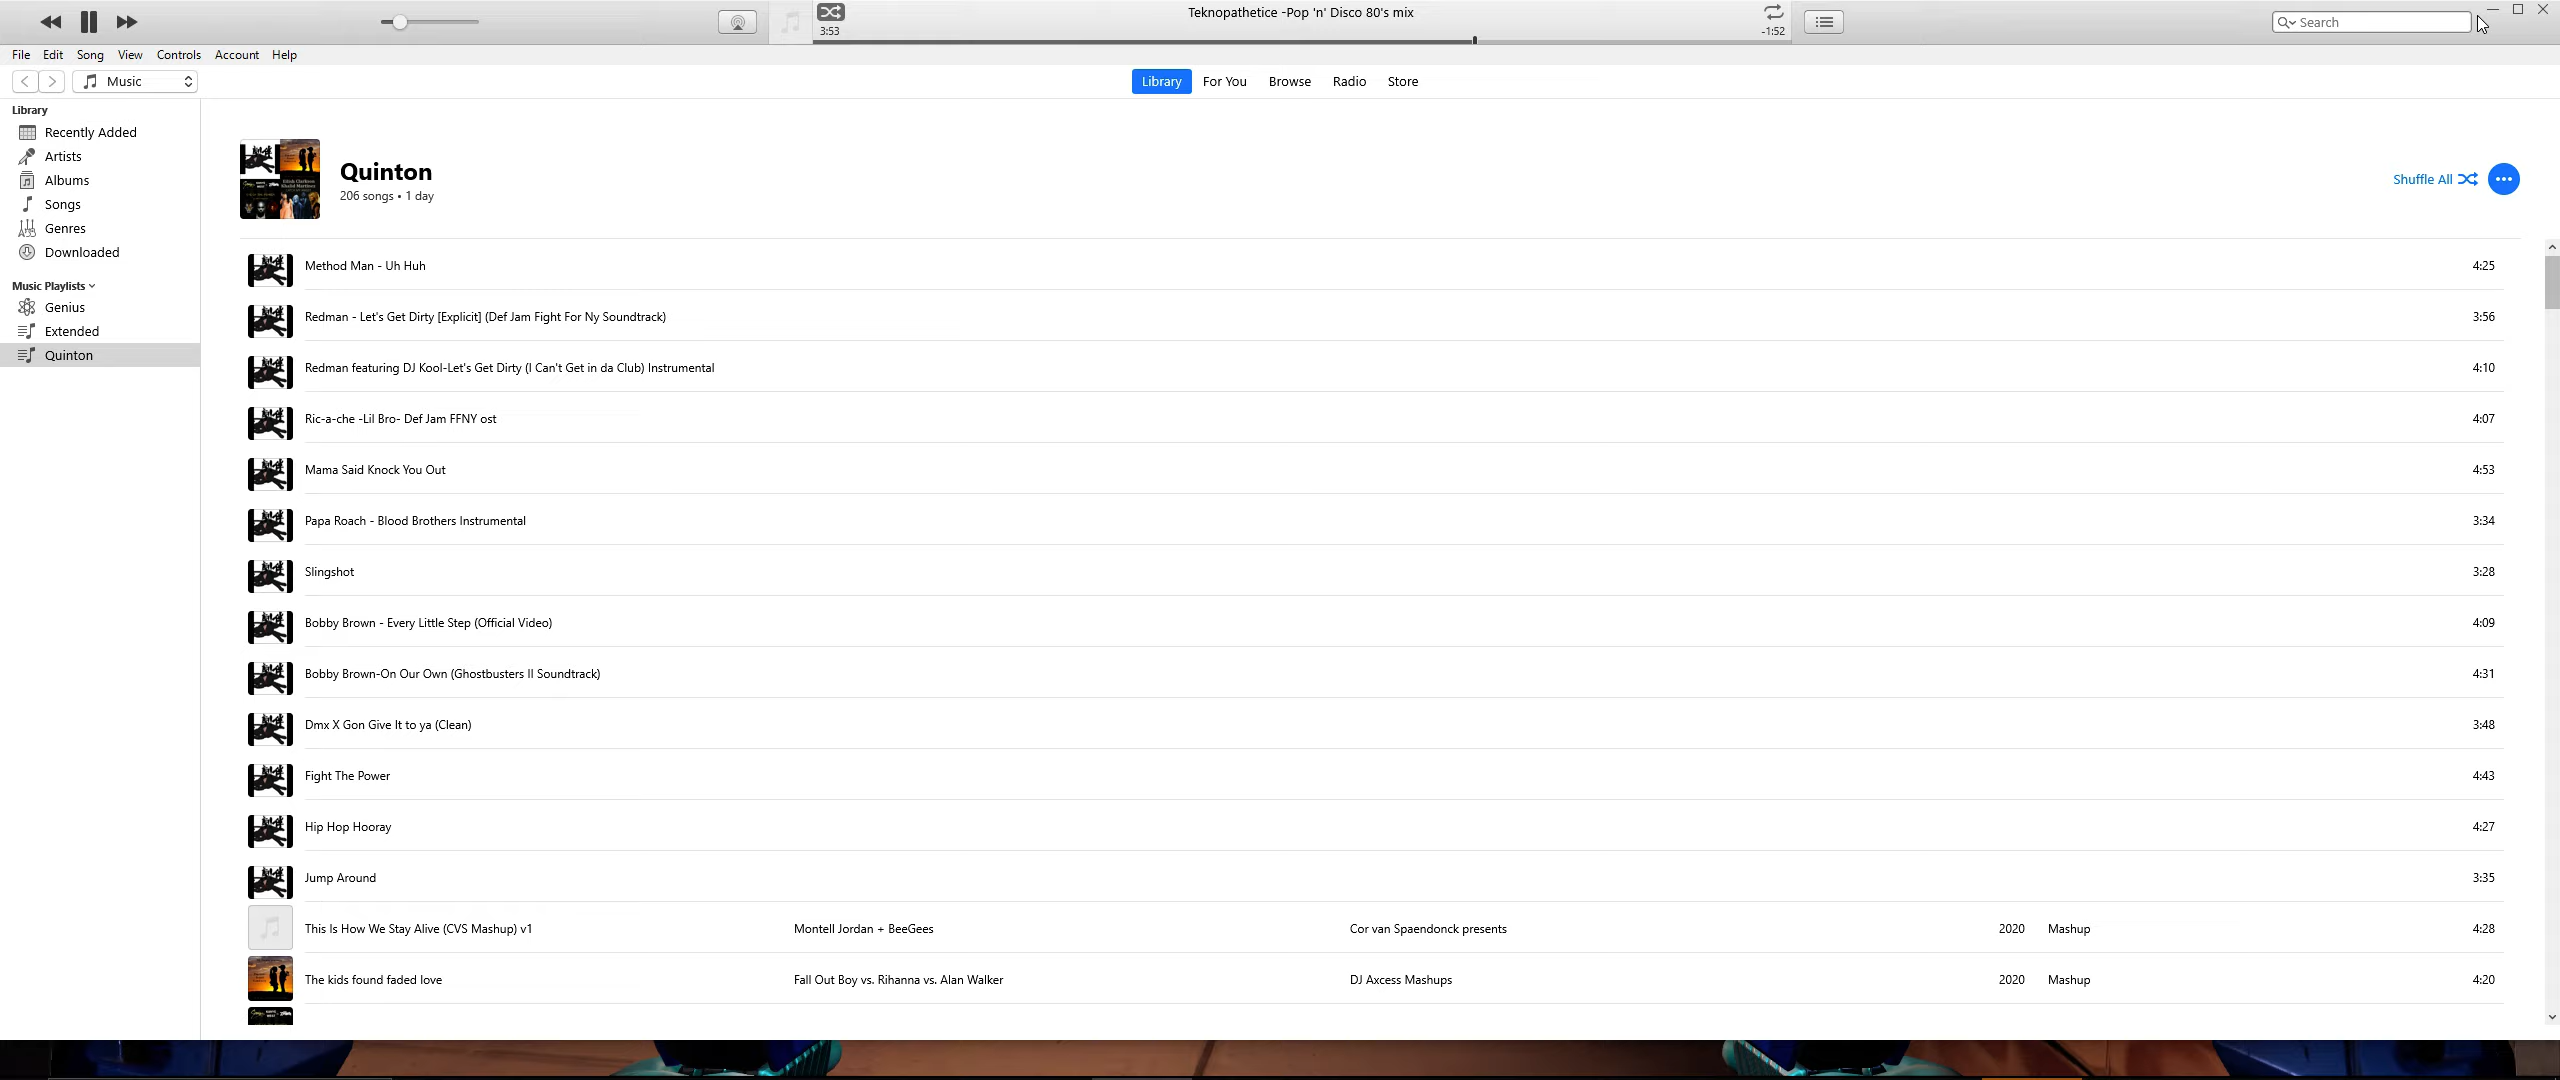 Teknopathetice -Pop 'n' Disco 80's mix
3:53
-1:52
Search
File Edit Song View Controls Account Help
Music
Library For You Browse Radio Store
Library
Recently Added
Artists
Albums
Songs
Genres
Downloaded
Music Playlists
Genius
Extended
Quinton
Quinton
206 songs • 1 day
Shuffle All
Method Man - Uh Huh 4:25
Redman - Let's Get Dirty [Explicit] (Def Jam Fight For Ny Soundtrack) 3:56
Redman featuring DJ Kool-Let's Get Dirty (I Can't Get in da Club) Instrumental 4:10
Ric-a-che -Lil Bro- Def Jam FFNY ost 4:07
Mama Said Knock You Out 4:53
Papa Roach - Blood Brothers Instrumental 3:34
Slingshot 3:28
Bobby Brown - Every Little Step (Official Video) 4:09
Bobby Brown-On Our Own (Ghostbusters II Soundtrack) 4:31
Dmx X Gon Give It to ya (Clean) 3:48
Fight The Power 4:43
Hip Hop Hooray 4:27
Jump Around 3:35
This Is How We Stay Alive (CVS Mashup) v1 Montell Jordan + BeeGees Cor van Spaendonck presents 2020 Mashup 4:28
The kids found faded love Fall Out Boy vs. Rihanna vs. Alan Walker DJ Axcess Mashups 2020 Mashup 4:20